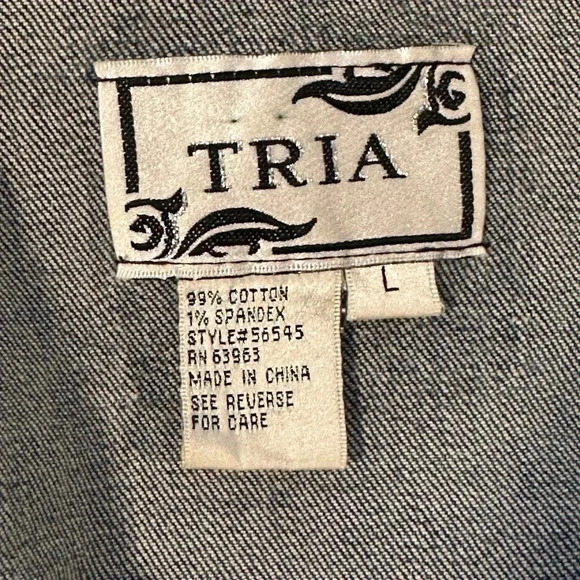 TRIA
L
99% COTTON
1% SPANDEX
STYLE#56545
RN 63963
MADE IN CHINA
SEE REVERSE
FOR CARE